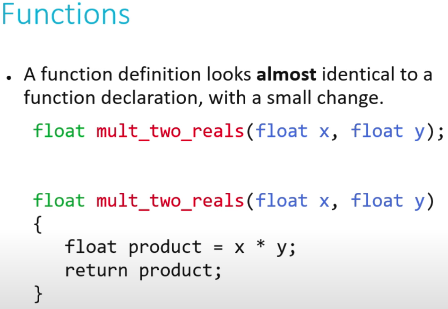 Functions
• A function definition looks almost identical to a
function declaration, with a small change.
float mult_two_reals(float x, float y);
float mult_two_reals(float x, float y)
{
float product = x * y;
return product;
}